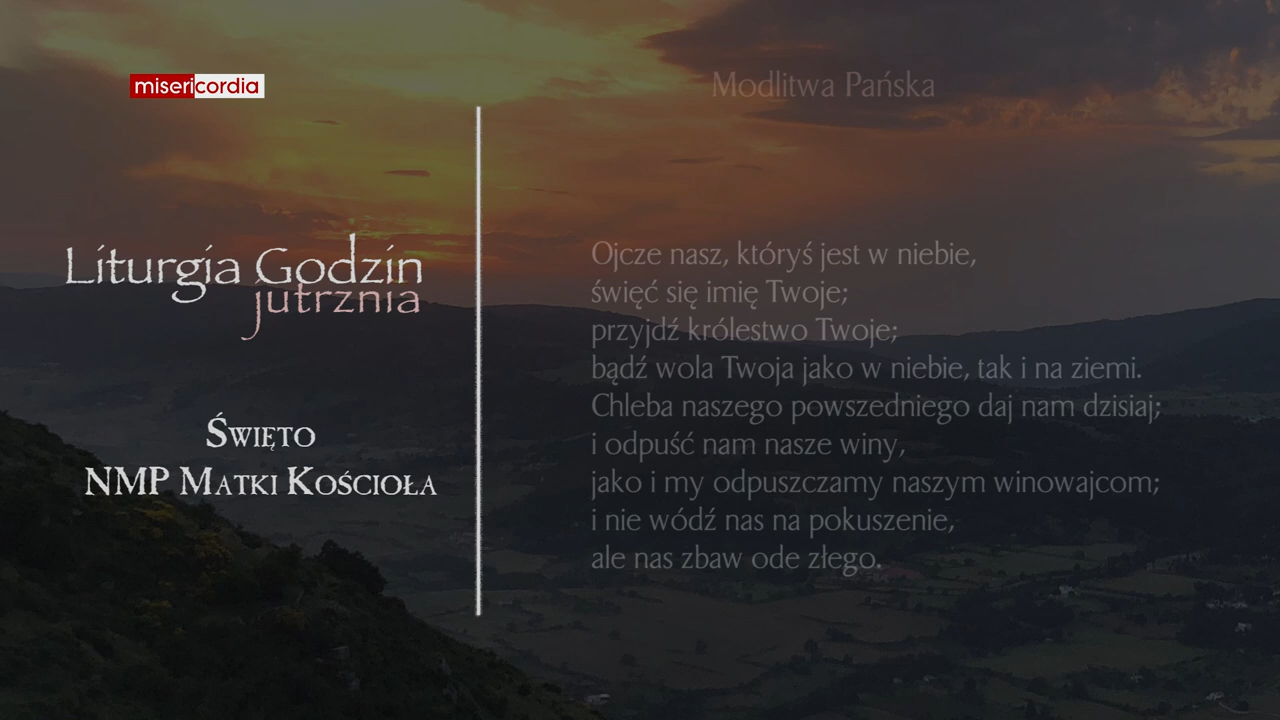 misericordia
Liturgia Godzin
jutrznia
Święto
NMP Matki Kościoła
Modlitwa Pańska
Ojcze nasz, któryś jest w niebie,
święć się imię Twoje;
przyjdź królestwo Twoje;
bądź wola Twoja jako w niebie, tak i na ziemi.
Chleba naszego powszedniego daj nam dzisiaj;
i odpuść nam nasze winy,
jako i my odpuszczamy naszym winowajcom;
i nie wódź nas na pokuszenie,
ale nas zbaw ode złego.